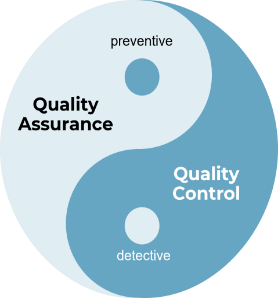 preventive
Quality
Assurance
Quality
Control
detective